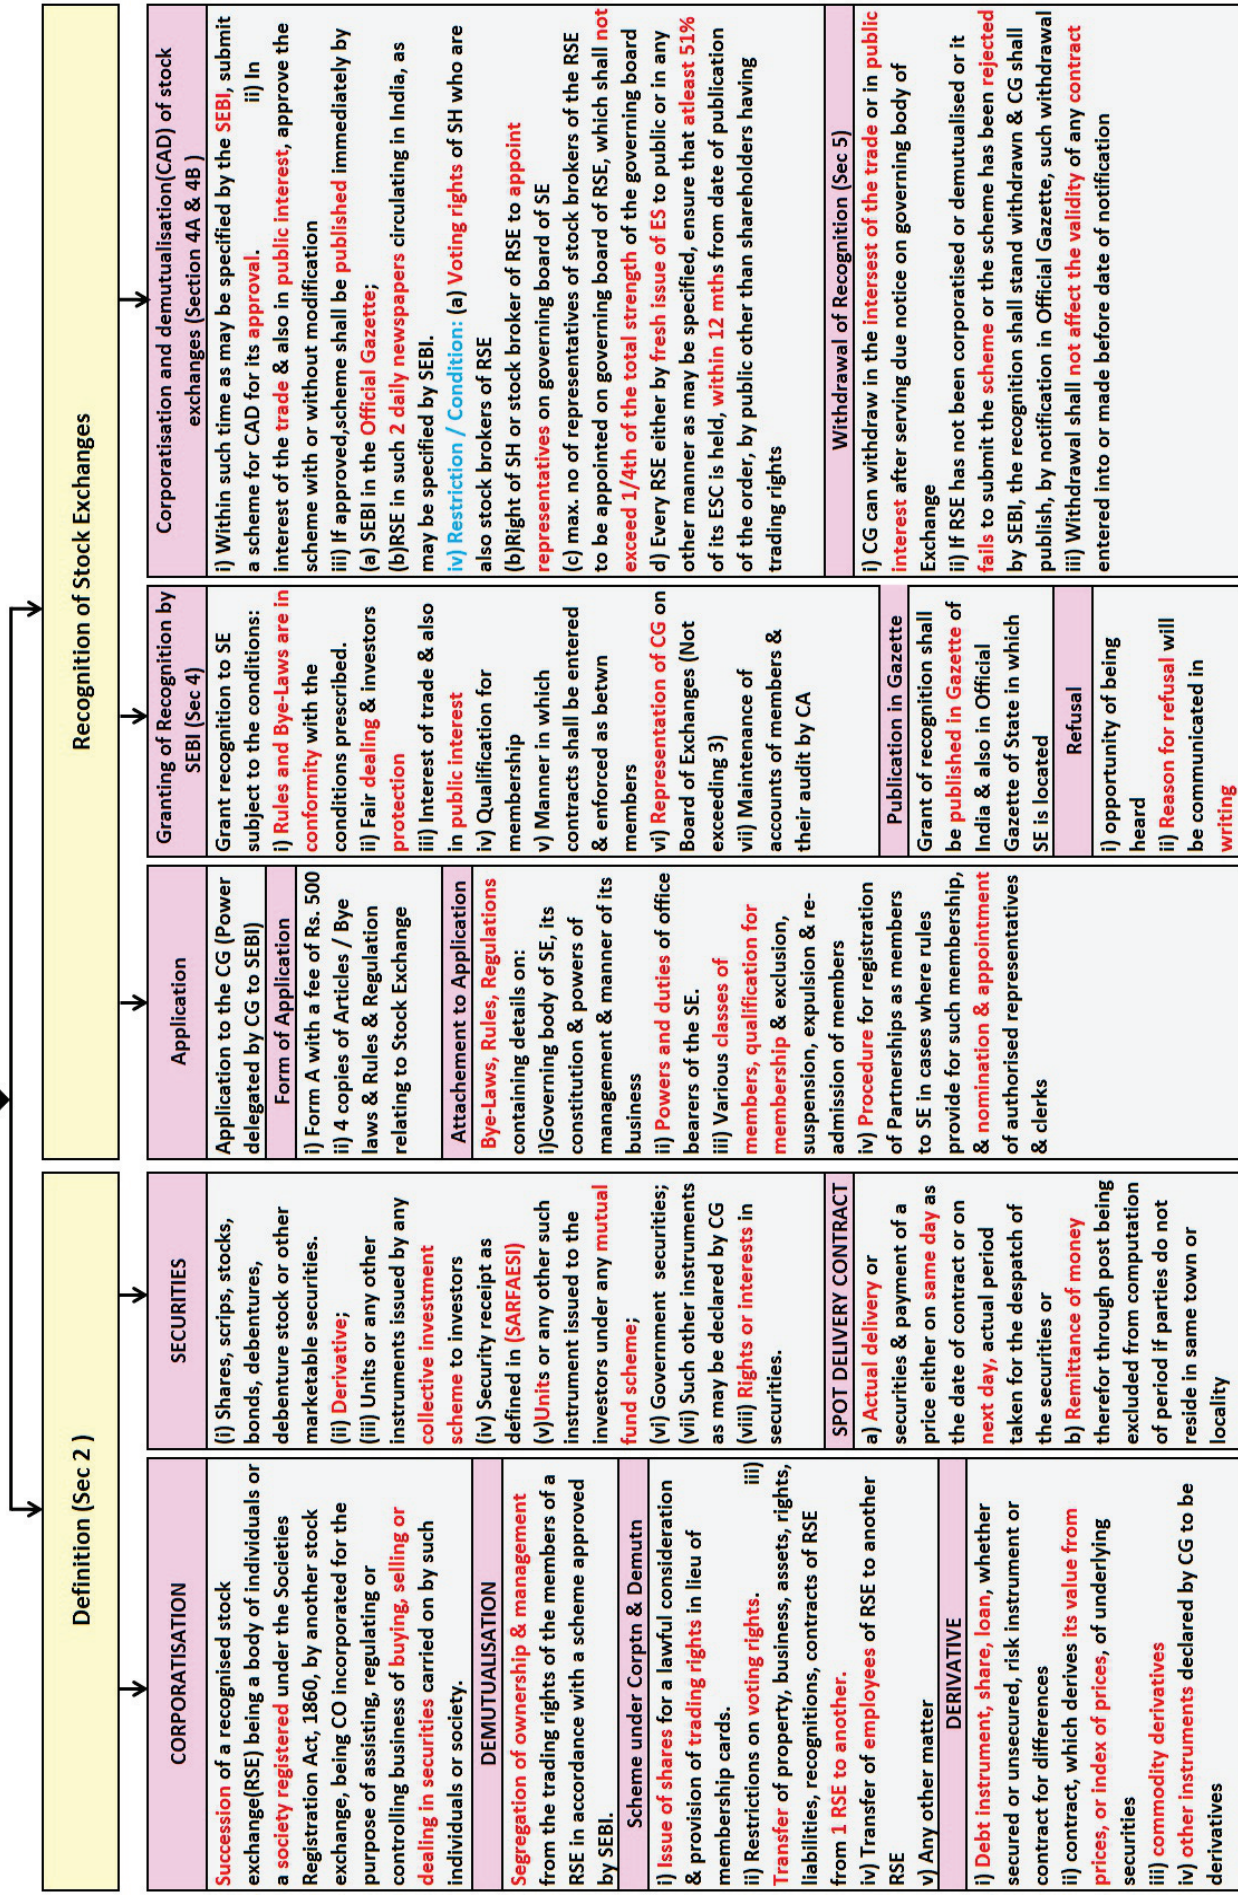 Definition (Sec 2 )
CORPORATISATION
Succession of a recognised stock
exchange(RSE) being a body of individuals or
a society registered under the Societies
Registration Act, 1860, by another stock
exchange, being CO incorporated for the
purpose of assisting, regulating or
controlling business of buying, selling or
dealing in securities carried on by such
individuals or society.
DEMUTUALISATION
Segregation of ownership & management
from the trading rights of the members of a
RSE in accordance with a scheme approved
by SEBI.
Scheme under Corptn & Demutn
i) Issue of shares for a lawful consideration
& provision of trading rights in lieu of
membership cards.
ii) Restrictions on voting rights. iii)
Transfer of property, business, assets, rights,
liabilities, recognitions, contracts of RSE
from 1 RSE to another.
iv) Transfer of employees of RSE to another
RSE
v) Any other matter
DERIVATIVE
i) Debt instrument, share, loan, whether
secured or unsecured, risk instrument or
contract for differences
ii) contract, which derives its value from
prices, or index of prices, of underlying
securities
iii) commodity derivatives
iv) other instruments declared by CG to be
derivatives
SECURITIES
(i) Shares, scrips, stocks,
bonds, debentures,
debenture stock or other
marketable securities.
(ii) Derivative;
(iii) Units or any other
instruments issued by any
collective investment
scheme to investors
(iv) Security receipt as
defined in (SARFAESI)
(v)Units or any other such
instrument issued to the
investors under any mutual
fund scheme;
(vi) Government securities;
(vii) Such other instruments
as may be declared by CG
(viii) Rights or interests in
securities.
SPOT DELIVERY CONTRACT
a) Actual delivery or
securities & payment of a
price either on same day as
the date of contract or on
next day, actual period
taken for the despatch of
the securities or
b) Remittance of money
therefor through post being
excluded from computation
of period if parties do not
reside in same town or
locality
Recognition of Stock Exchanges
Application
Application to the CG (Power
delegated by CG to SEBI)
Form of Application
i) Form A with a fee of Rs. 500
ii) 4 copies of Articles / Bye
laws & Rules & Regulation
relating to Stock Exchange
Attachement to Application
Bye-Laws, Rules, Regulations
containing details on:
i)Governing body of SE, its
constitution & powers of
management & manner of its
business
ii) Powers and duties of office
bearers of the SE.
iii) Various classes of
members, qualification for
membership & exclusion,
suspension, expulsion & re-
admission of members
iv) Procedure for registration
of Partnerships as members
to SE in cases where rules
provide for such membership,
& nomination & appointment
of authorised representatives
& clerks
Granting of Recognition by
SEBI (Sec 4)
Grant recognition to SE
subject to the conditions:
i) Rules and Bye-Laws are in
conformity with the
conditions prescribed.
ii) Fair dealing & investors
protection
iii) Interest of trade & also
in public interest
iv) Qualification for
membership
v) Manner in which
contracts shall be entered
& enforced as betwn
members
vi) Representation of CG on
Board of Exchanges (Not
exceeding 3)
vii) Maintenance of
accounts of members &
their audit by CA
Publication in Gazette
Grant of recognition shall
be published in Gazette of
India & also in Official
Gazette of State in which
SE is located
Refusal
i) opportunity of being
heard
ii) Reason for refusal will
be communicated in
writing
Corporatisation and demutualisation(CAD) of stock
exchanges (Section 4A & 4B )
i) Within such time as may be specified by the SEBI, submit
a scheme for CAD for its approval. ii) In
interest of the trade & also in public interest, approve the
scheme with or without modification
iii) If approved,scheme shall be published immediately by
(a) SEBI in the Official Gazette;
(b)RSE in such 2 daily newspapers circulating in India, as
may be specified by SEBI.
iv) Restriction / Condition: (a) Voting rights of SH who are
also stock brokers of RSE
(b)Right of SH or stock broker of RSE to appoint
representatives on governing board of SE
(c) max. no of representatives of stock brokers of the RSE
to be appointed on governing board of RSE, which shall not
exceed 1/4th of the total strength of the governing board
d) Every RSE either by fresh issue of ES to public or in any
other manner as may be specified, ensure that atleast 51%
of its ESC is held, within 12 mths from date of publication
of the order, by public other than shareholders having
trading rights
Withdrawal of Recognition (Sec 5)
i) CG can withdraw in the intersest of the trade or in public
interest after serving due notice on governing body of
Exchange
ii) If RSE has not been corporatised or demutualised or it
fails to submit the scheme or the scheme has been rejected
by SEBI, the recognition shall stand withdrawn & CG shall
publish, by notification in Official Gazette, such withdrawal
iii) Withdrawal shall not affect the validity of any contract
entered into or made before date of notification